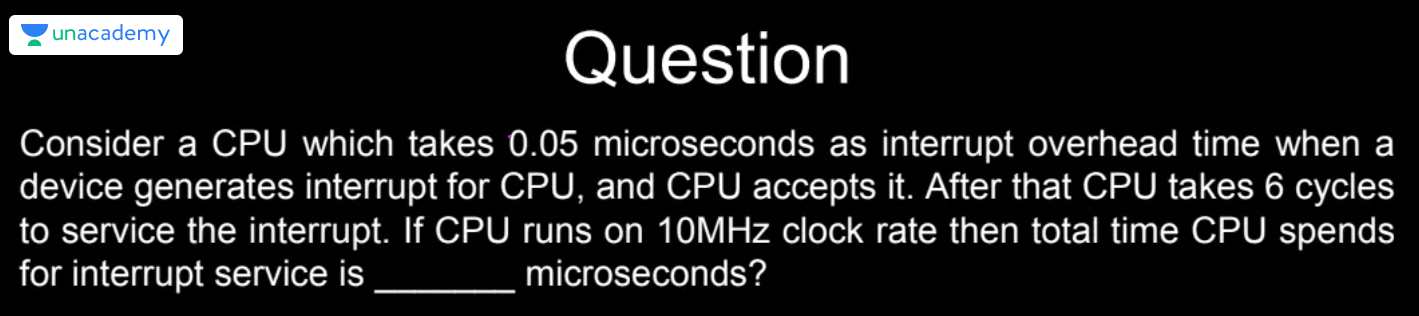 unacademy
Question
Consider a CPU which takes 0.05 microseconds as interrupt overhead time when a
device generates interrupt for CPU, and CPU accepts it. After that CPU takes 6 cycles
to service the interrupt. If CPU runs on 10MHz clock rate then total time CPU spends
for interrupt service is _______ microseconds?